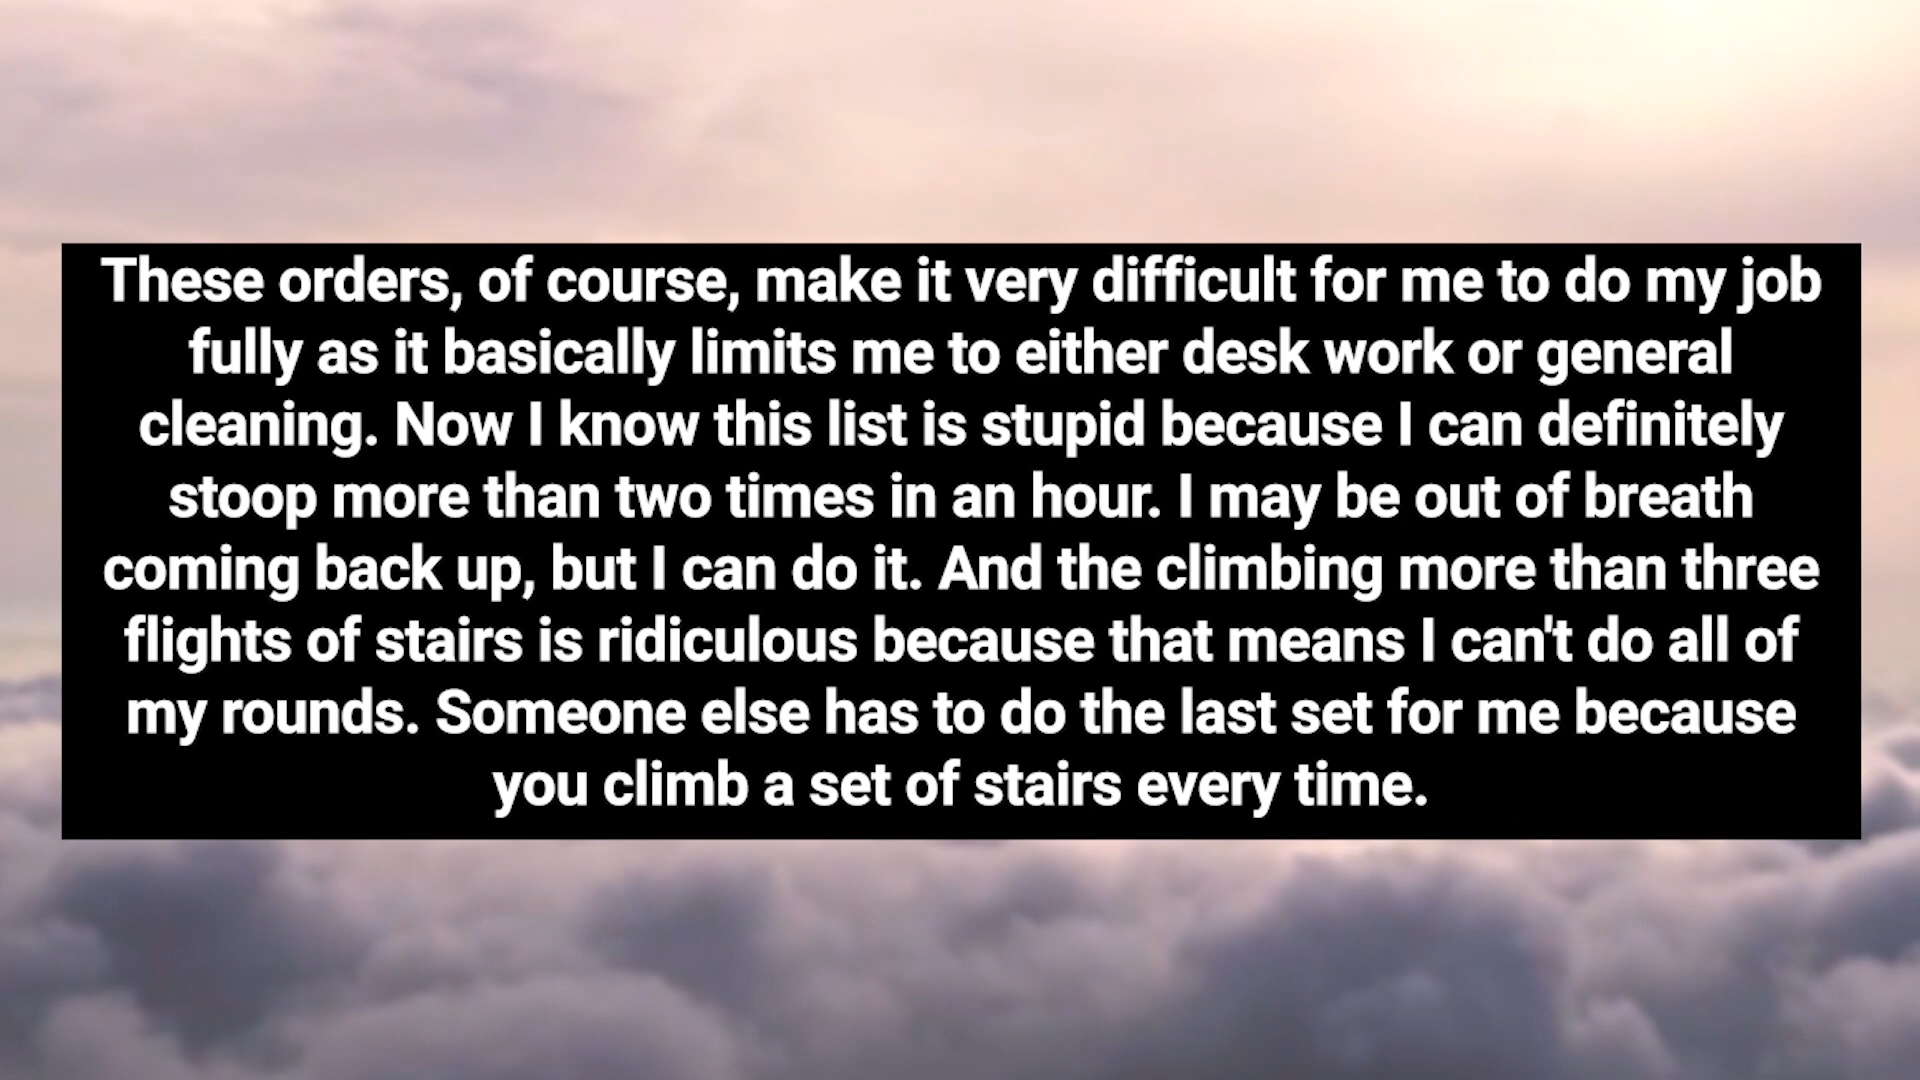 These orders, of course, make it very difficult for me to do my job
fully as it basically limits me to either desk work or general
cleaning. Now I know this list is stupid because I can definitely
stoop more than two times in an hour. I may be out of breath
coming back up, but I can do it. And the climbing more than three
flights of stairs is ridiculous because that means I can't do all of
my rounds. Someone else has to do the last set for me because
you climb a set of stairs every time.